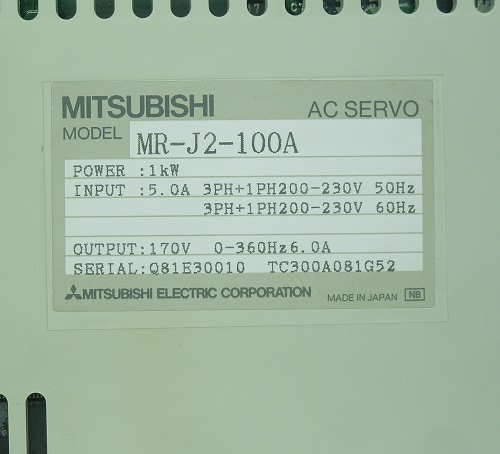 MITSUBISHI AC SERVO
MODEL MR-J2-100A
POWER :1kW
INPUT :5.0A 3PH+1PH200-230V 50Hz
3PH+1PH200-230V 60Hz
OUTPUT:170V 0-360Hz6.0A
SERIAL:Q81E30010 TC300A081G52
MITSUBISHI ELECTRIC CORPORATION MADE IN JAPAN NB